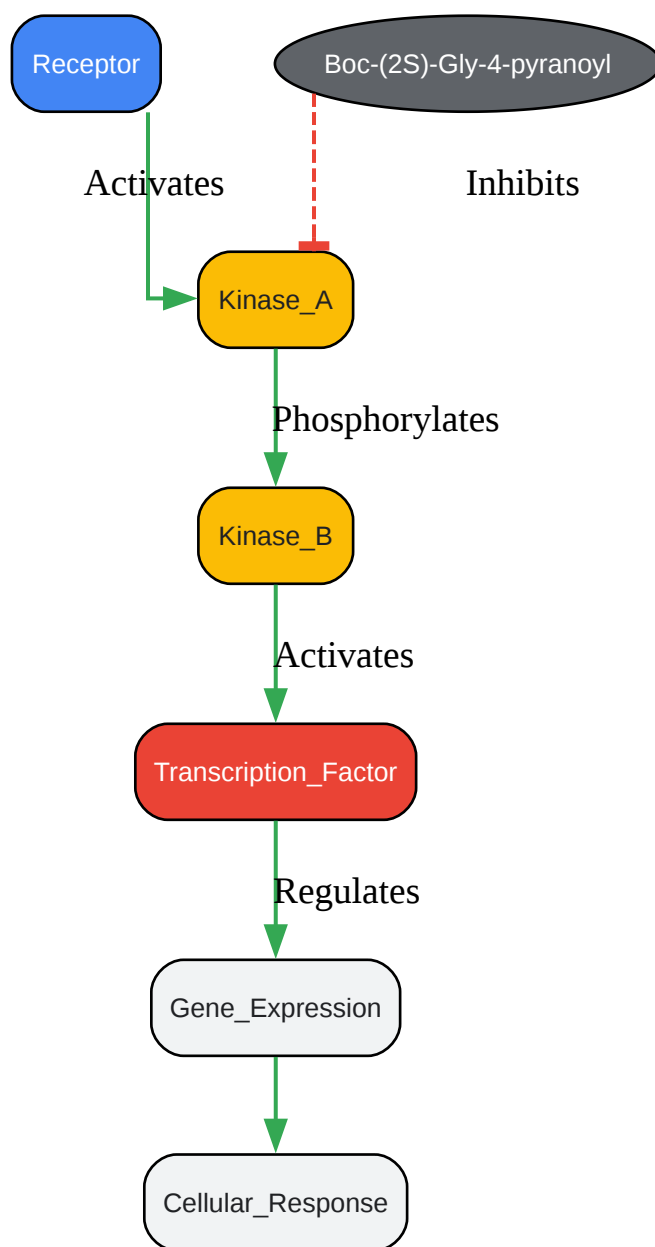 Receptor
Boc-(2S)-Gly-4-pyranoyl
Activates
Inhibits
Kinase_A
Phosphorylates
Kinase_B
Activates
Transcription_Factor
Regulates
Gene_Expression
Cellular_Response